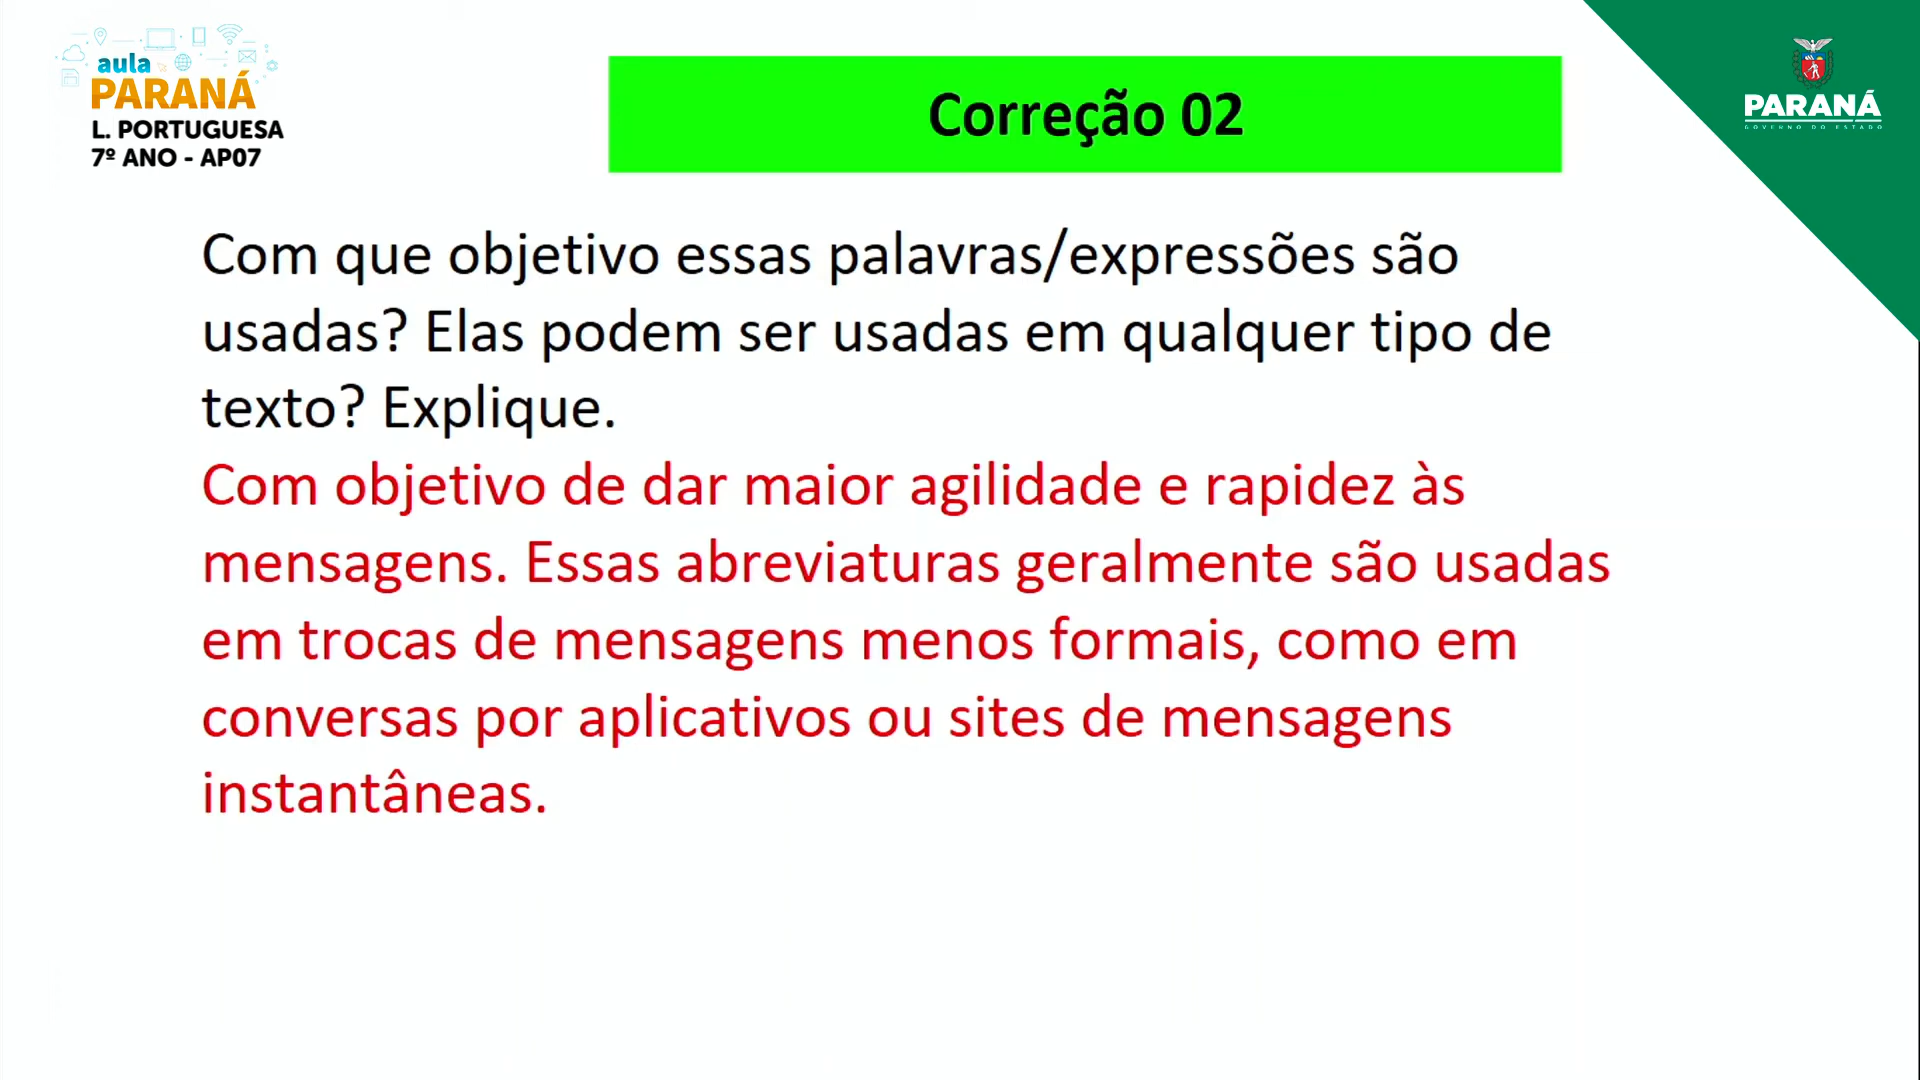 aula
PARANÁ
L. PORTUGUESA
7º ANO - AP07
Correção 02
PARANÁ
GOVERNO DO ESTADO
Com que objetivo essas palavras/expressões são
usadas? Elas podem ser usadas em qualquer tipo de
texto? Explique.
Com objetivo de dar maior agilidade e rapidez às
mensagens. Essas abreviaturas geralmente são usadas
em trocas de mensagens menos formais, como em
conversas por aplicativos ou sites de mensagens
instantâneas.